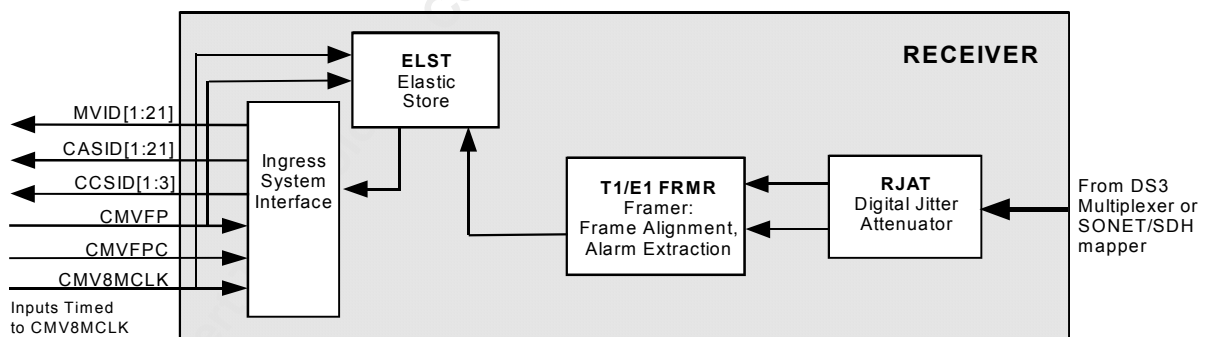 RECEIVER
ELST
Elastic
Store
MVID[1:21]
CASID[1:21]
CCSID[1:3]
CMVFP
CMVFPC
CMV8MCLK
Inputs Timed
to CMV8MCLK
Ingress
System
Interface
T1/E1 FRMR
Framer:
Frame Alignment,
Alarm Extraction
RJAT
Digital Jitter
Attenuator
From DS3
Multiplexer or
SONET/SDH
mapper